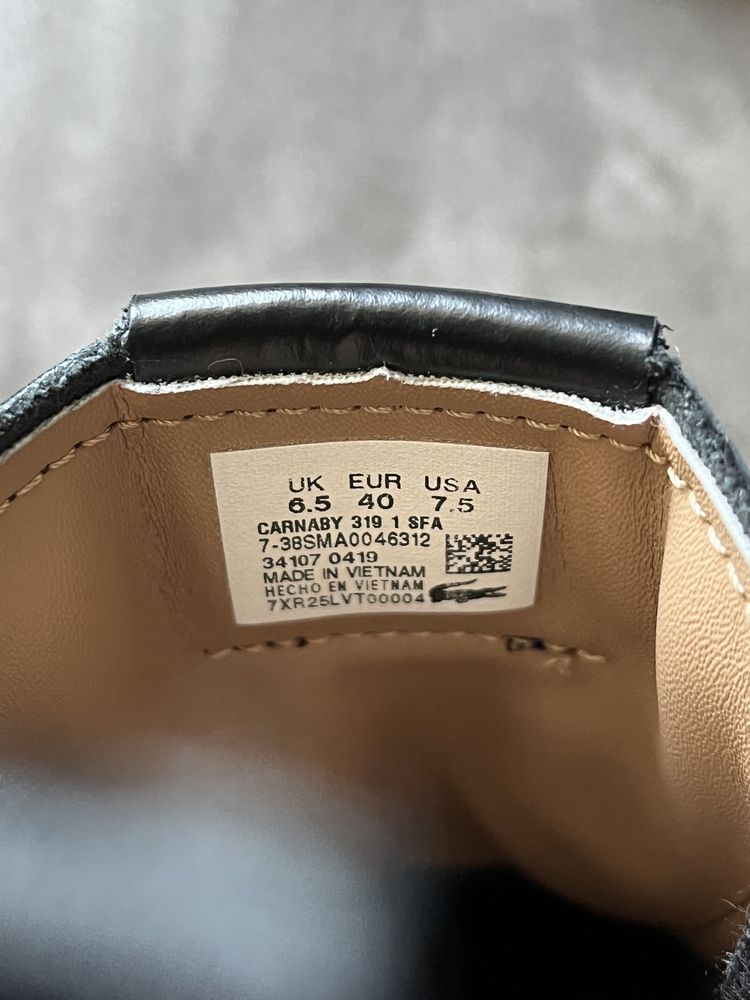 UK EUR USA
6.5 40 7.5
CARNABY 319 1 SFA
7-38SMA0046312
34107 0419
MADE IN VIETNAM
HECHO EN VIETNAM
7XR25LVT00004